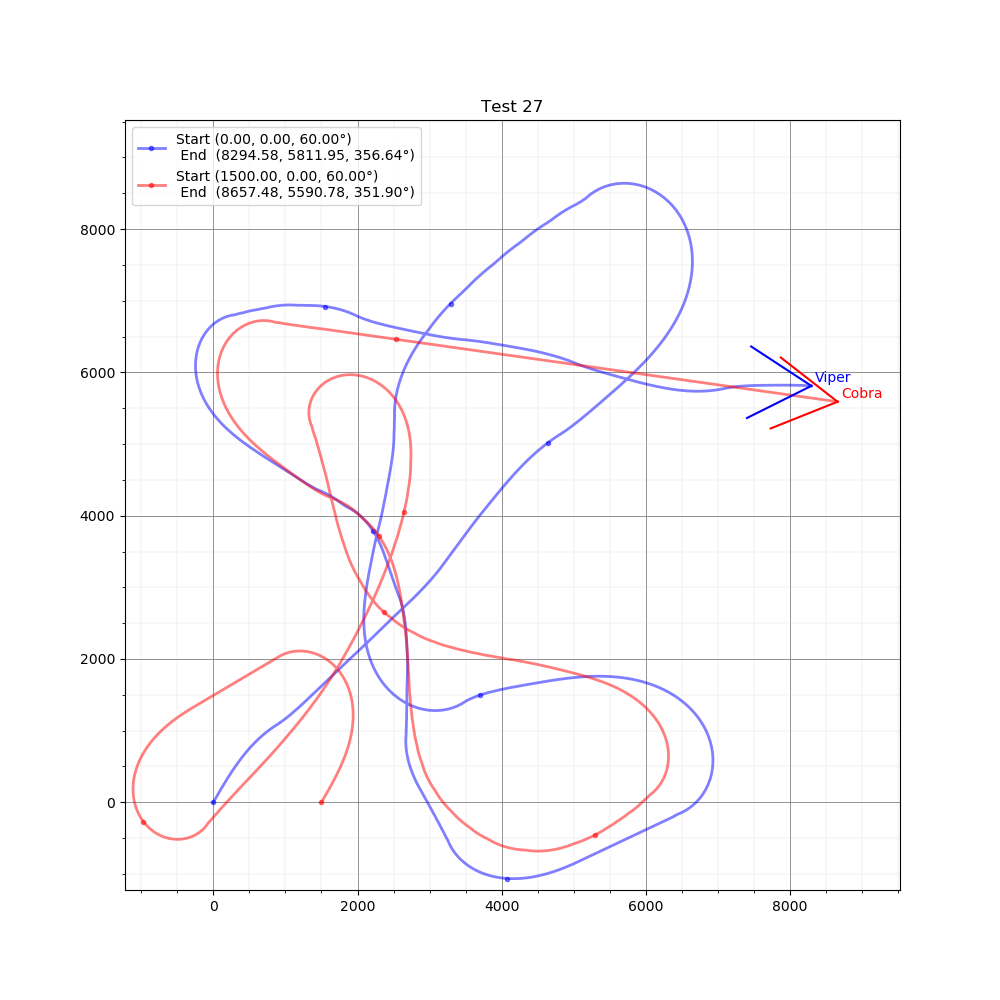 Test 27
Start (0.00, 0.00, 60.00°)
End (8294.58, 5811.95, 356.64°)
Start (1500.00, 0.00, 60.00°)
End (8657.48, 5590.78, 351.90°)
8000
6000
4000
2000
0
Viper
Cobra
0 2000 4000 6000 8000